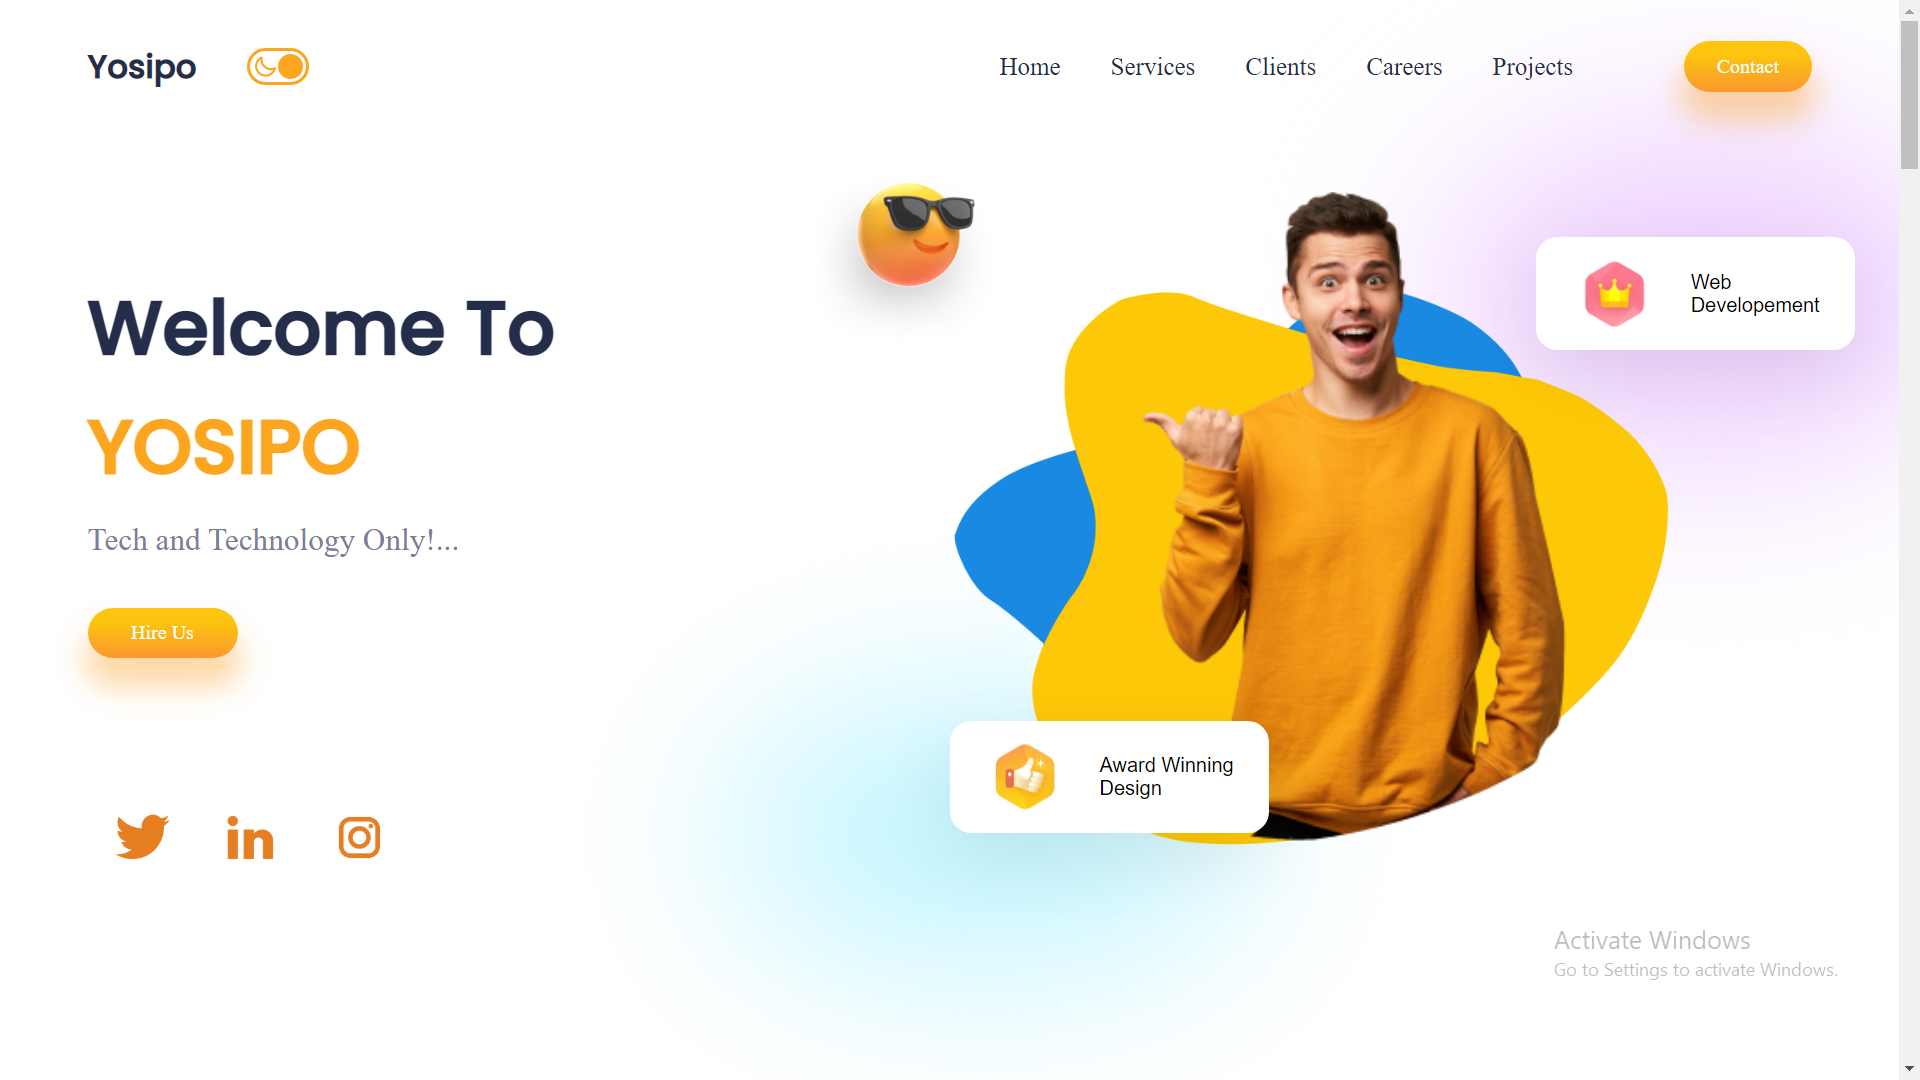 Yosipo
Home
Services
Clients
Careers
Projects
Contact
Web
Developement
Welcome To
YOSIPO
Tech and Technology Only!...
Hire Us
Award Winning
Design
in
Activate Windows
Go to Settings to activate Windows.